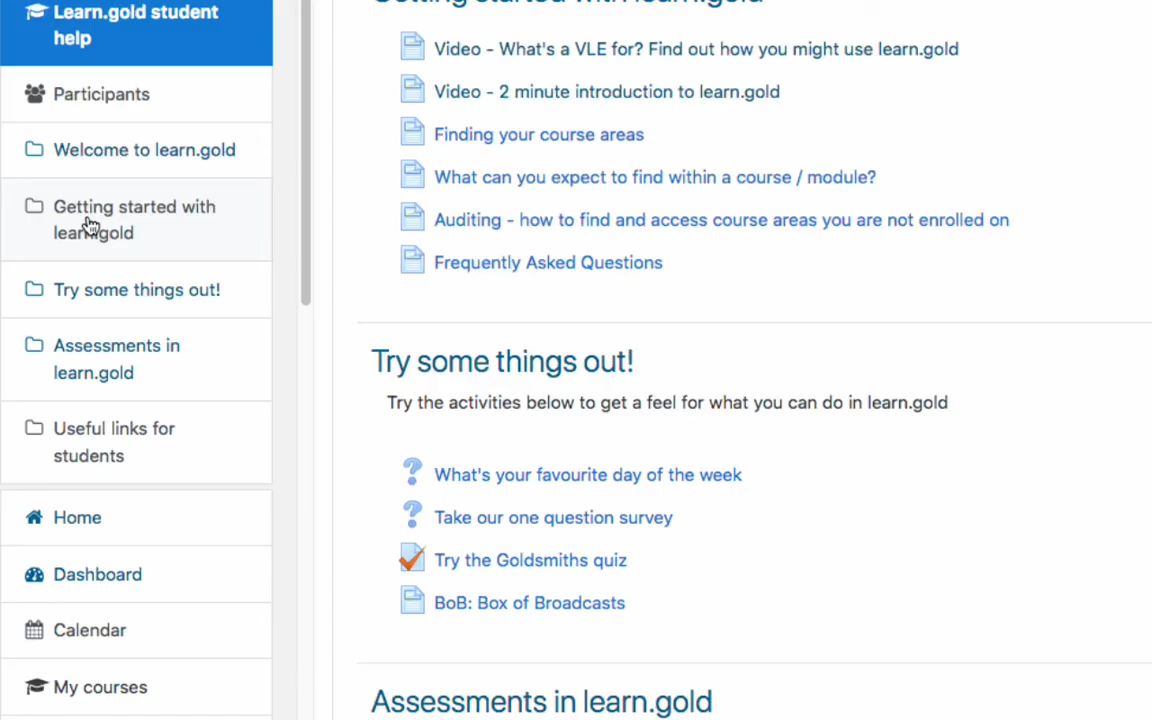 Learn.gold student
help
Participants
Welcome to learn.gold
Getting started with
learn.gold
Try some things out!
Assessments in
learn.gold
Useful links for
students
Home
Dashboard
Calendar
My courses
Getting started with learn.gold
Video - What's a VLE for? Find out how you might use learn.gold
Video - 2 minute introduction to learn.gold
Finding your course areas
What can you expect to find within a course / module?
Auditing - how to find and access course areas you are not enrolled on
Frequently Asked Questions
Try some things out!
Try the activities below to get a feel for what you can do in learn.gold
What's your favourite day of the week
Take our one question survey
Try the Goldsmiths quiz
BoB: Box of Broadcasts
Assessments in learn.gold